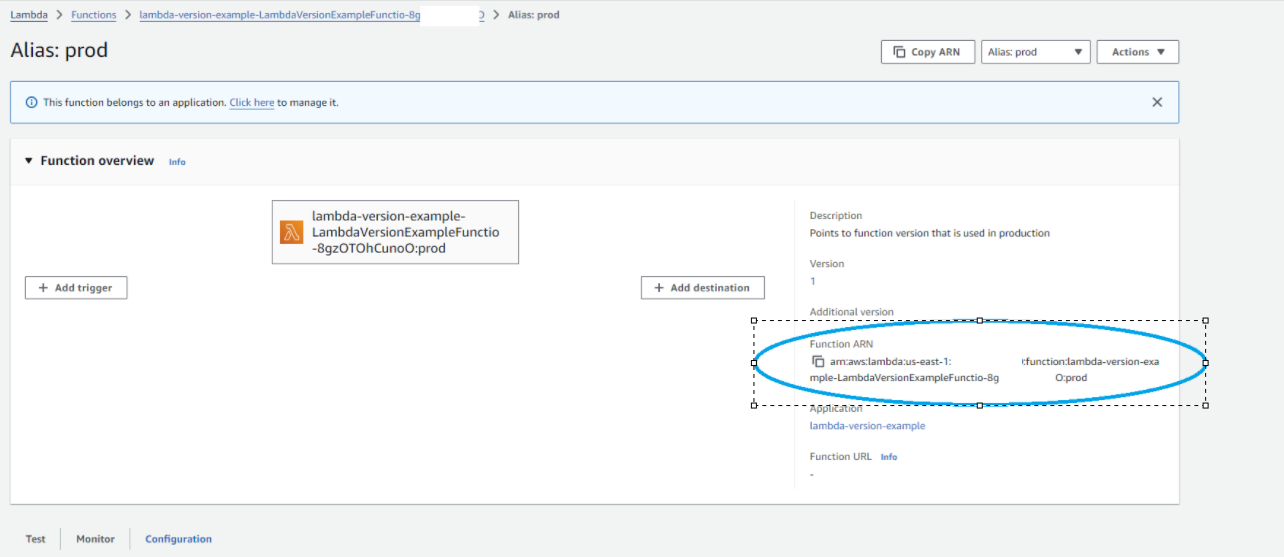 Lambda > Functions > lambda-version-example-LambdaVersionExampleFunctio-8g > Alias: prod
Alias: prod
Copy ARN Alias: prod Actions
This function belongs to an application. Click here to manage it.
Function overview Info
lambda-version-example-
LambdaVersionExampleFunctio
-8gzOTOhCunoO:prod
+ Add trigger
+ Add destination
Description
Points to function version that is used in production
Version
1
Additional version
Function ARN
arn:aws:lambda:us-east-1: :function:lambda-version-exa
mple-LambdaVersionExampleFunctio-8g O:prod
Application
lambda-version-example
Function URL Info
-
Test Monitor Configuration